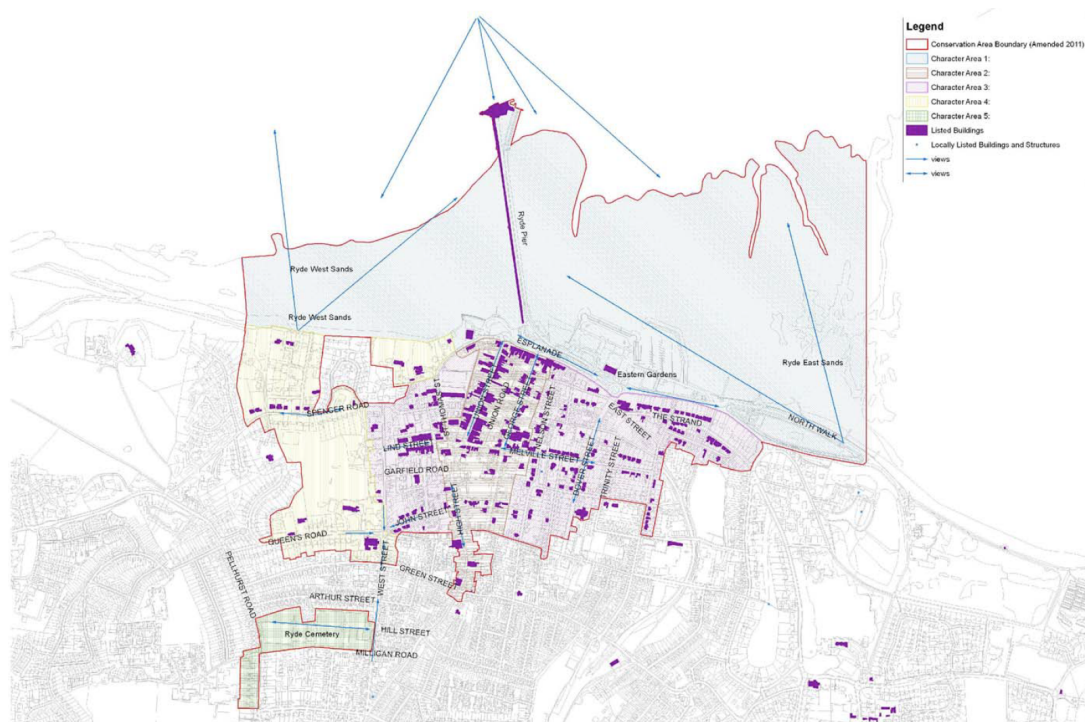 Legend
Conservation Area Boundary (Amended 2011)
Character Area 1:
Character Area 2:
Character Area 3:
Character Area 4:
Character Area 5:
Listed Buildings
Locally Listed Buildings and Structures
views
views
Ryde Pier
Ryde West Sands
Ryde West Sands
ESPLANADE
Ryde East Sands
Eastern Gardens
UNION ROAD
NELSON STREET
EAST STREET
THE STRAND
NORTH WALK
SPENCER ROAD
LIND STREET
MELVILLE STREET
GARFIELD ROAD
DOVER STREET
TRINITY STREET
HIGH STREET
JOHN STREET
QUEEN'S ROAD
WEST STREET
GREEN STREET
PELLHURST ROAD
ARTHUR STREET
Ryde Cemetery
HILL STREET
MILLIGAN ROAD